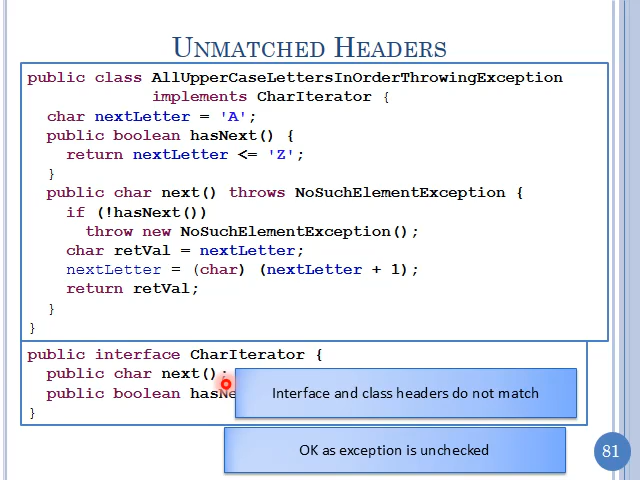 UNMATCHED HEADERS
public class AllUpperCaseLettersInOrderThrowingException
implements CharIterator {
char nextLetter = 'A';
public boolean hasNext() {
return nextLetter <= 'Z';
}
public char next() throws NoSuchElementException {
if (!hasNext())
throw new NoSuchElementException();
char retVal = nextLetter;
nextLetter = (char) (nextLetter + 1);
return retVal;
}
}
public interface CharIterator {
public char next();
public boolean
}
Interface and class headers do not match
OK as exception is unchecked
81